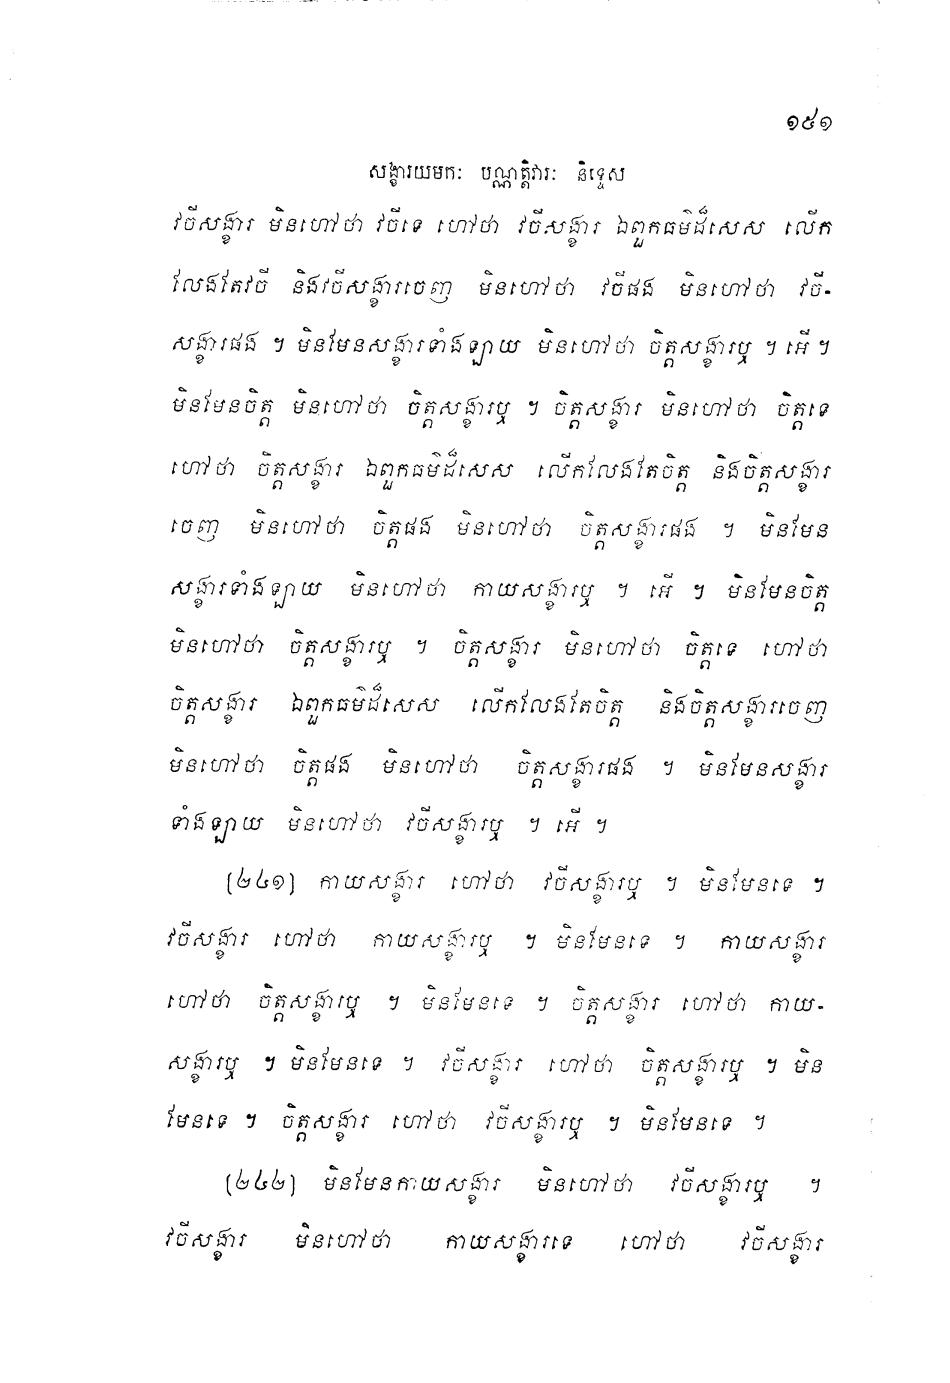 ១៥១
សង្ខារយមកៈ បណ្ណត្តិវារៈ និទ្ទេស
វចីសង្ខារ មិនហៅថា វចីទេ ហៅថា វចីសង្ខារ ឯពួកធម៌ដ៏សេស លើក
លែងតែវចី និងវចីសង្ខារចេញ មិនហៅថា វចីផង មិនហៅថា វចី-
សង្ខារផង ។ មិនមែនសង្ខារទាំងឡាយ មិនហៅថា ចិត្តសង្ខារឬ ។ អើ ។
មិនមែនចិត្ត មិនហៅថា ចិត្តសង្ខារឬ ។ ចិត្តសង្ខារ មិនហៅថា ចិត្តទេ
ហៅថា ចិត្តសង្ខារ ឯពួកធម៌ដ៏សេស លើកលែងតែចិត្ត និងចិត្តសង្ខារ
ចេញ មិនហៅថា ចិត្តផង មិនហៅថា ចិត្តសង្ខារផង ។ មិនមែន
សង្ខារទាំងឡាយ មិនហៅថា កាយសង្ខារឬ ។ អើ ។ មិនមែនចិត្ត
មិនហៅថា ចិត្តសង្ខារឬ ។ ចិត្តសង្ខារ មិនហៅថា ចិត្តទេ ហៅថា
ចិត្តសង្ខារ ឯពួកធម៌ដ៏សេស លើកលែងតែចិត្ត និងចិត្តសង្ខារចេញ
មិនហៅថា ចិត្តផង មិនហៅថា ចិត្តសង្ខារផង ។ មិនមែនសង្ខារ
ទាំងឡាយ មិនហៅថា វចីសង្ខារឬ ។ អើ ។
(២៤១) កាយសង្ខារ ហៅថា វចីសង្ខារឬ ។ មិនមែនទេ ។
វចីសង្ខារ ហៅថា កាយសង្ខារឬ ។ មិនមែនទេ ។ កាយសង្ខារ
ហៅថា ចិត្តសង្ខារឬ ។ មិនមែនទេ ។ ចិត្តសង្ខារ ហៅថា កាយ-
សង្ខារឬ ។ មិនមែនទេ ។ វចីសង្ខារ ហៅថា ចិត្តសង្ខារឬ ។ មិន
មែនទេ ។ ចិត្តសង្ខារ ហៅថា វចីសង្ខារឬ ។ មិនមែនទេ ។
(២៤២) មិនមែនកាយសង្ខារ មិនហៅថា វចីសង្ខារឬ ។
វចីសង្ខារ មិនហៅថា កាយសង្ខារទេ ហៅថា វចីសង្ខារ